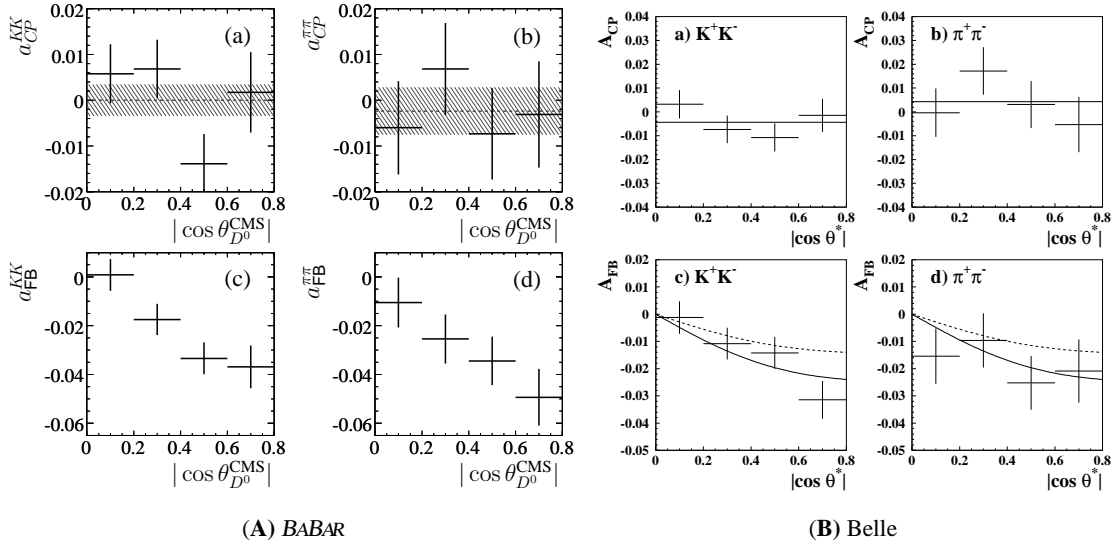 a_{CP}^{KK}
(a)
0.02
0.01
0
-0.01
-0.02
0 0.2 0.4 0.6 0.8
| cos θ_{D^0}^{CMS} |
a_{CP}^{ππ}
(b)
0.02
0.01
0
-0.01
-0.02
0 0.2 0.4 0.6 0.8
| cos θ_{D^0}^{CMS} |
a_{FB}^{KK}
(c)
0
-0.02
-0.04
-0.06
0 0.2 0.4 0.6 0.8
| cos θ_{D^0}^{CMS} |
a_{FB}^{ππ}
(d)
0
-0.02
-0.04
-0.06
0 0.2 0.4 0.6 0.8
| cos θ_{D^0}^{CMS} |
(A) BABAR
A_{CP}
a) K^+K^-
0.04
0.03
0.02
0.01
0
-0.01
-0.02
-0.03
-0.04
0 0.2 0.4 0.6 0.8
|cos θ^*|
A_{CP}
b) π^+π^-
0.04
0.03
0.02
0.01
0
-0.01
-0.02
-0.03
-0.04
0 0.2 0.4 0.6 0.8
|cos θ^*|
A_{FB}
c) K^+K^-
0.02
0.01
0
-0.01
-0.02
-0.03
-0.04
-0.05
0 0.2 0.4 0.6 0.8
|cos θ^*|
A_{FB}
d) π^+π^-
0.02
0.01
0
-0.01
-0.02
-0.03
-0.04
-0.05
0 0.2 0.4 0.6 0.8
|cos θ^*|
(B) Belle